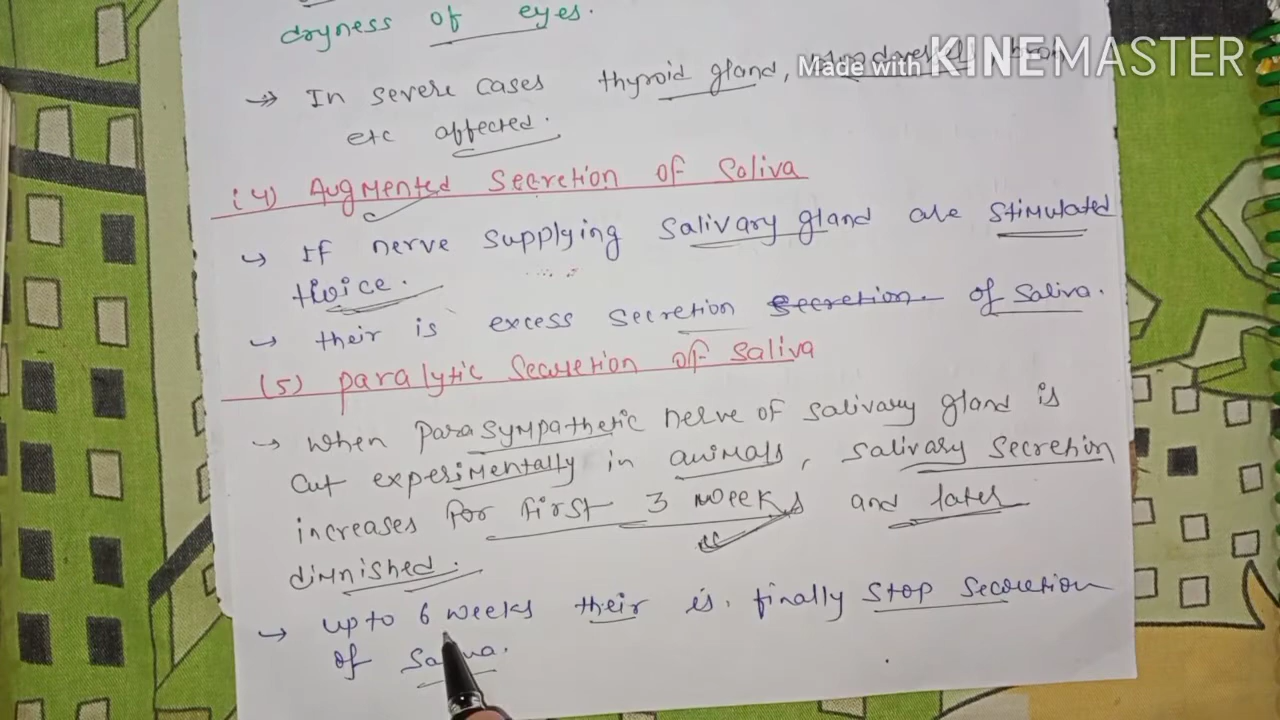 dryness of eyes.
Made with KINEMASTER
↠ In severe cases thyroid gland,
etc affected.
(4) Augmented Secretion of Saliva
→ If nerve supplying salivary gland are stimulated
twice.
→ their is excess secretion secretion of saliva.
(5) Paralytic Secretion of Saliva
→ when parasympathetic nerve of salivary gland is
cut experimentally in animals, salivary secretion
increases for first 3 weeks and later
diminished.
→ upto 6 weeks their is. finally stop secretion
of Saliva.